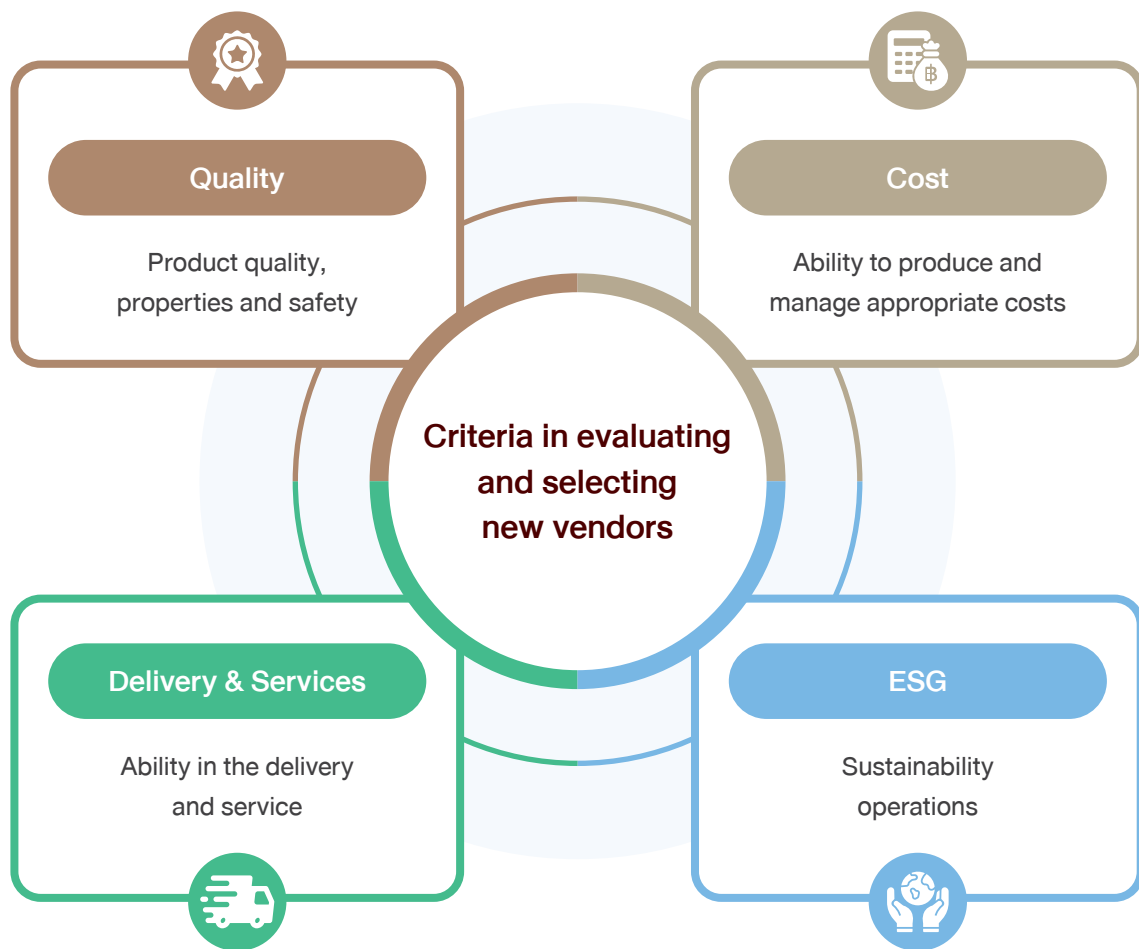 Quality
Product quality,
properties and safety
Cost
Ability to produce and
manage appropriate costs
Criteria in evaluating
and selecting
new vendors
Delivery & Services
Ability in the delivery
and service
ESG
Sustainability
operations